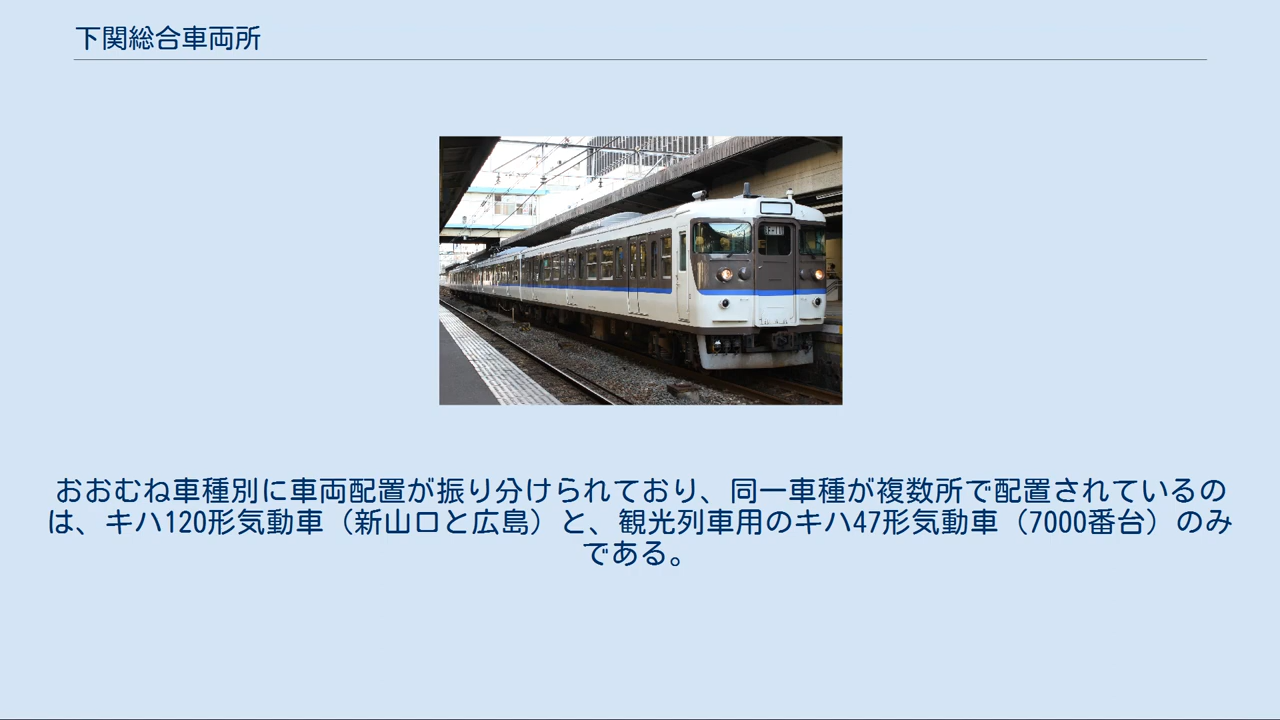 下関総合車両所
おおむね車種別に車両配置が振り分けられており、同一車種が複数所で配置されているの
は、キハ120形気動車（新山口と広島）と、観光列車用のキハ47形気動車（7000番台）のみ
である。